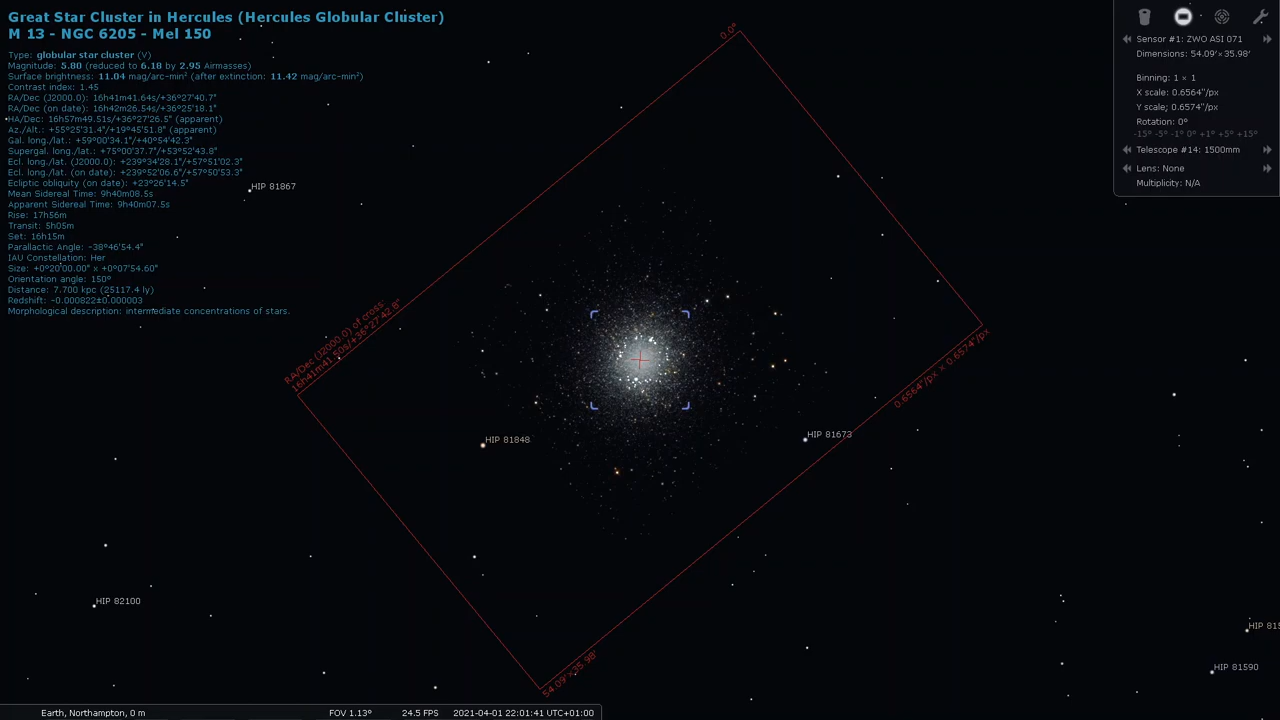 Great Star Cluster in Hercules (Hercules Globular Cluster)
M 13 - NGC 6205 - Mel 150
Type: globular star cluster (V)
Magnitude: 5.80 (reduced to 6.18 by 2.95 Airmasses)
Surface brightness: 11.04 mag/arc-min² (after extinction: 11.42 mag/arc-min²)
Contrast index: 1.45
RA/Dec (J2000.0): 16h41m41.64s/+36°27'40.7"
RA/Dec (on date): 16h42m26.54s/+36°25'18.1"
HA/Dec: 16h57m49.51s/+36°27'26.5" (apparent)
Az./Alt.: +55°25'31.4"/+19°45'51.8" (apparent)
Gal. long./lat.: +59°00'34.1"/+40°54'42.3"
Supergal. long./lat.: +75°00'37.7"/+53°52'43.8"
Ecl. long./lat. (J2000.0): +239°34'28.1"/+57°51'02.3"
Ecl. long./lat. (on date): +239°52'06.6"/+57°50'53.3"
Ecliptic obliquity (on date): +23°26'14.5"
Mean Sidereal Time: 9h40m08.5s
Apparent Sidereal Time: 9h40m07.5s
Rise: 17h56m
Transit: 5h05m
Set: 16h15m
Parallactic Angle: -38°46'54.4"
IAU Constellation: Her
Size: +0°20'00.00" x +0°07'54.60"
Orientation angle: 150°
Distance: 7.700 kpc (25117.4 ly)
Redshift: -0.000822±0.000003
Morphological description: intermediate concentrations of stars.
Sensor #1: ZWO ASI 071
Dimensions: 54.09'x35.98'
Binning: 1 × 1
X scale: 0.6564"/px
Y scale; 0.6574"/px
Rotation: 0°
-15° -5° -1° 0° +1° +5° +15°
Telescope #14: 1500mm
Lens: None
Multiplicity: N/A
0.0°
HIP 81867
RA/Dec (J2000.0) of cross:
16h41m41.50s/+36°27'42.8"
0.6564"/px × 0.6574"/px
HIP 81848
HIP 81673
HIP 82100
HIP 81590
54.09'×35.98'
Earth, Northampton, 0 m
FOV 1.13°
24.5 FPS
2021-04-01 22:01:41 UTC+01:00